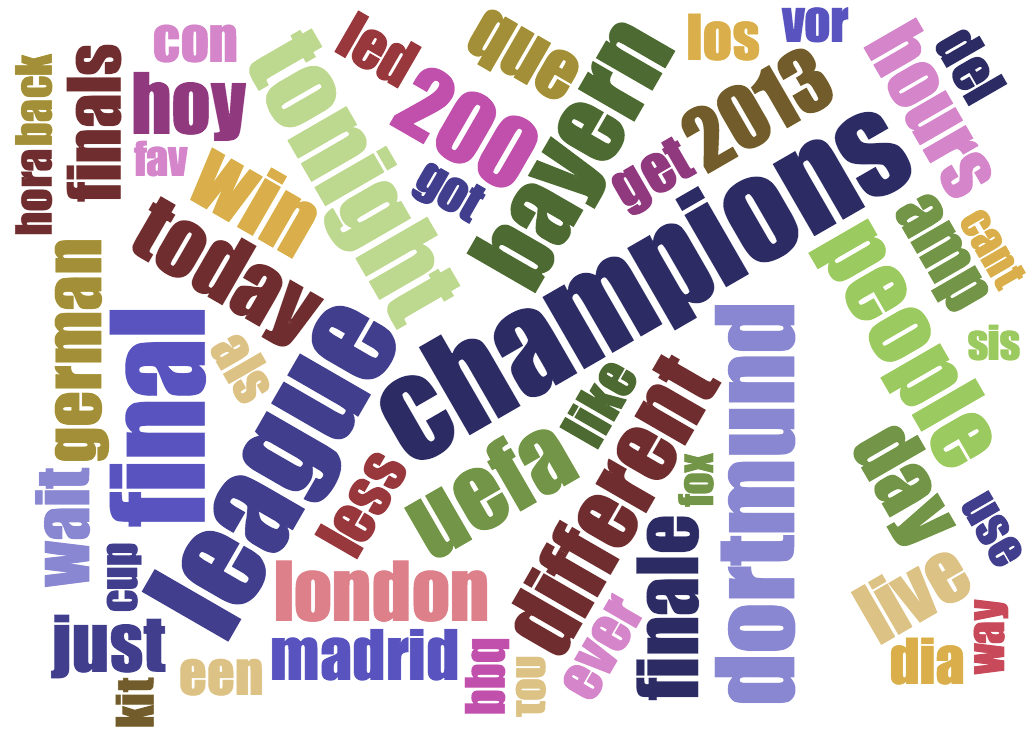 con
led
que
los
vor
del
back
hora
finals
hoy
fav
tonight
200
bayern
2013
hours
win
got
get
champions
today
amp
cant
people
german
final
als
league
like
different
dortmund
sis
wait
less
uefa
fox
day
use
cup
london
finale
live
way
just
een
madrid
bbq
ever
dia
kit